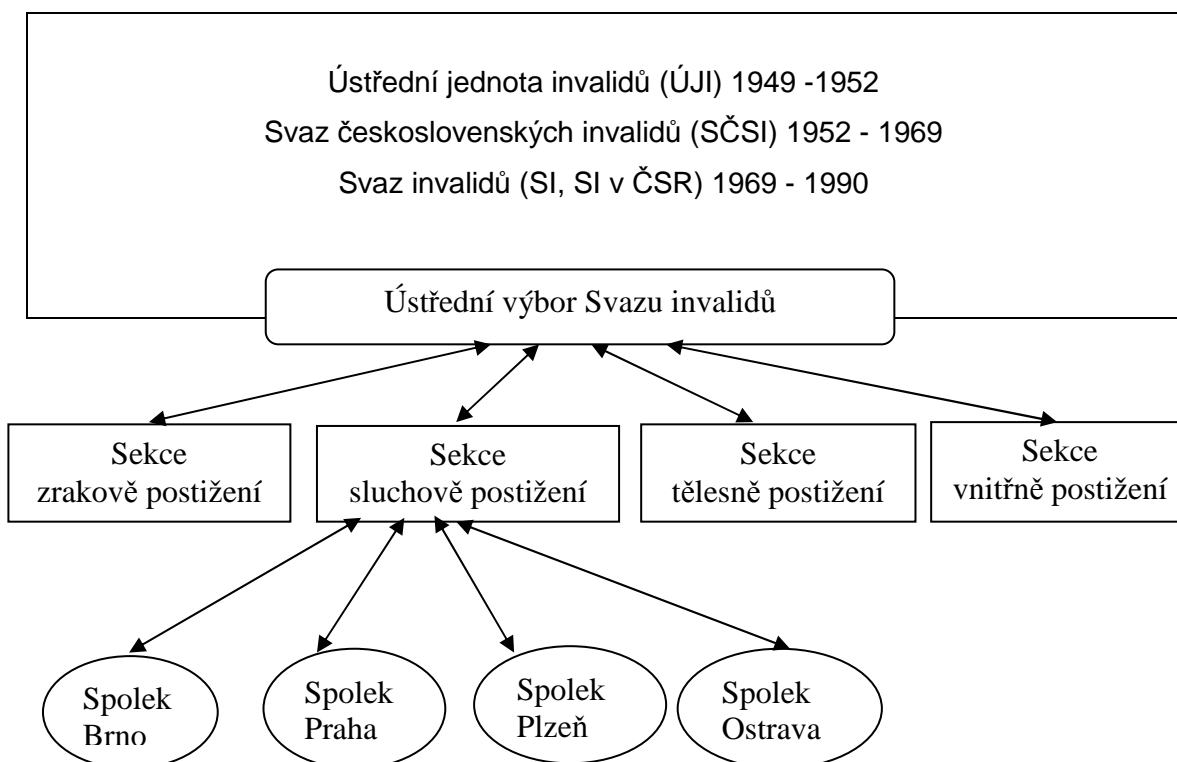 Ústřední jednota invalidů (ÚJI) 1949 -1952
Svaz československých invalidů (SČSI) 1952 - 1969
Svaz invalidů (SI, SI v ČSR) 1969 - 1990
Ústřední výbor Svazu invalidů
Sekce
zrakově postižení
Sekce
sluchově postižení
Sekce
tělesně postižení
Sekce
vnitřně postižení
Spolek
Brno
Spolek
Praha
Spolek
Plzeň
Spolek
Ostrava